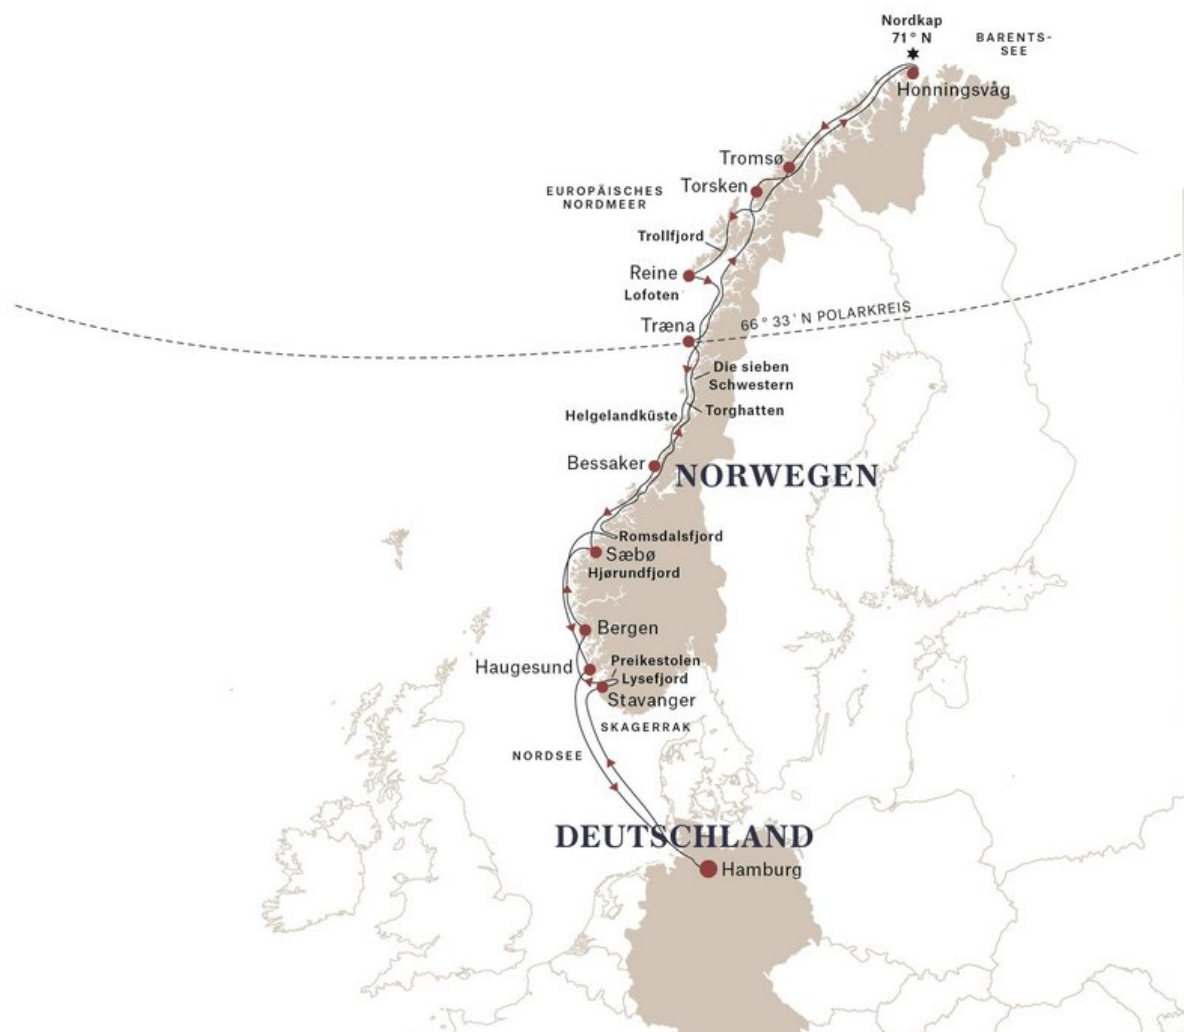 Nordkap
71° N
BARENTS-
SEE
Honningsvåg
Tromsø
Torsken
EUROPÄISCHES
NORDMEER
Trollfjord
Reine
Lofoten
Træna
66° 33' N POLARKREIS
Die sieben
Schwestern
Torghatten
Helgelandküste
Bessaker
NORWEGEN
Romsdalsfjord
Sæbø
Hjørundfjord
Bergen
Haugesund
Preikestolen
Lysefjord
Stavanger
SKAGERRAK
NORDSEE
DEUTSCHLAND
Hamburg